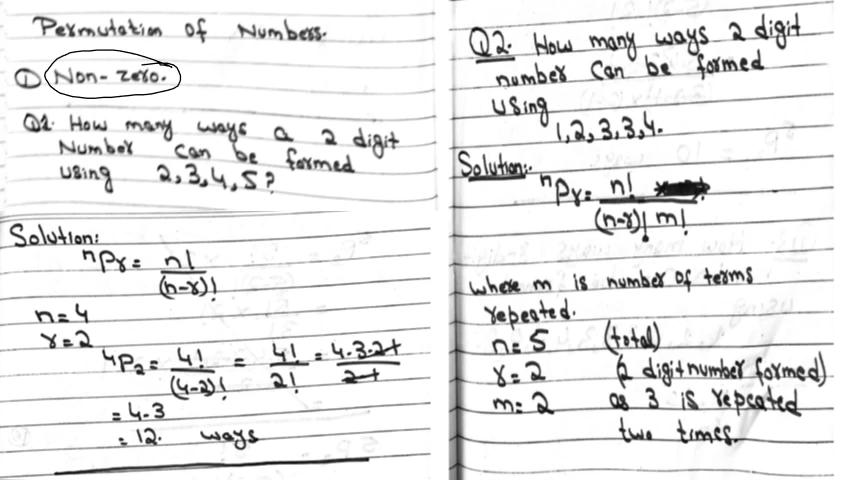 Permutation of Numbers.
① Non-zero.
Q1. How many ways a 2 digit
Number can be formed
using 2,3,4,5?
Solution:
ⁿPᵣ = n! / (n-r)!
n=4
r=2
⁴P₂ = 4! / (4-2)! = 4! / 2! = 4·3·2·1 / 2·1
= 4·3
= 12. ways
Q2. How many ways 2 digit
number can be formed
using
1,2,3,3,4.
Solution:-
ⁿPᵣ = n! / (n-r)! m!
where m is number of terms
repeated.
n=5 (total)
r=2 (2 digit number formed)
m=2 as 3 is repeated
two times.